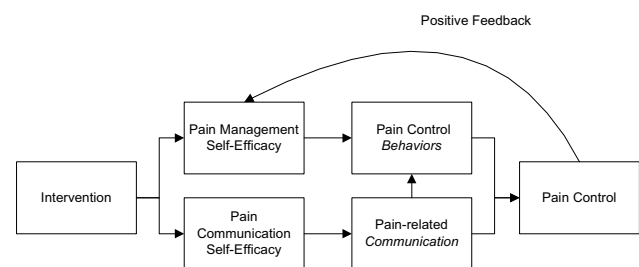 Positive Feedback
Pain Management
Self-Efficacy
Pain Control
Behaviors
Intervention
Pain Control
Pain
Communication
Self-Efficacy
Pain-related
Communication